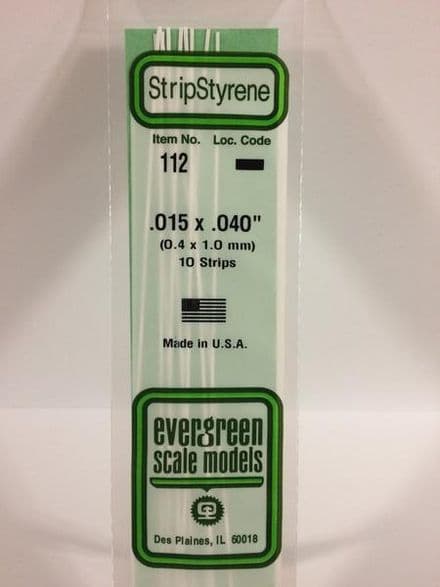 StripStyrene
Item No. Loc. Code
112
.015 x .040"
(0.4 x 1.0 mm)
10 Strips
Made in U.S.A.
evergreen
scale models
Des Plaines, IL 60018